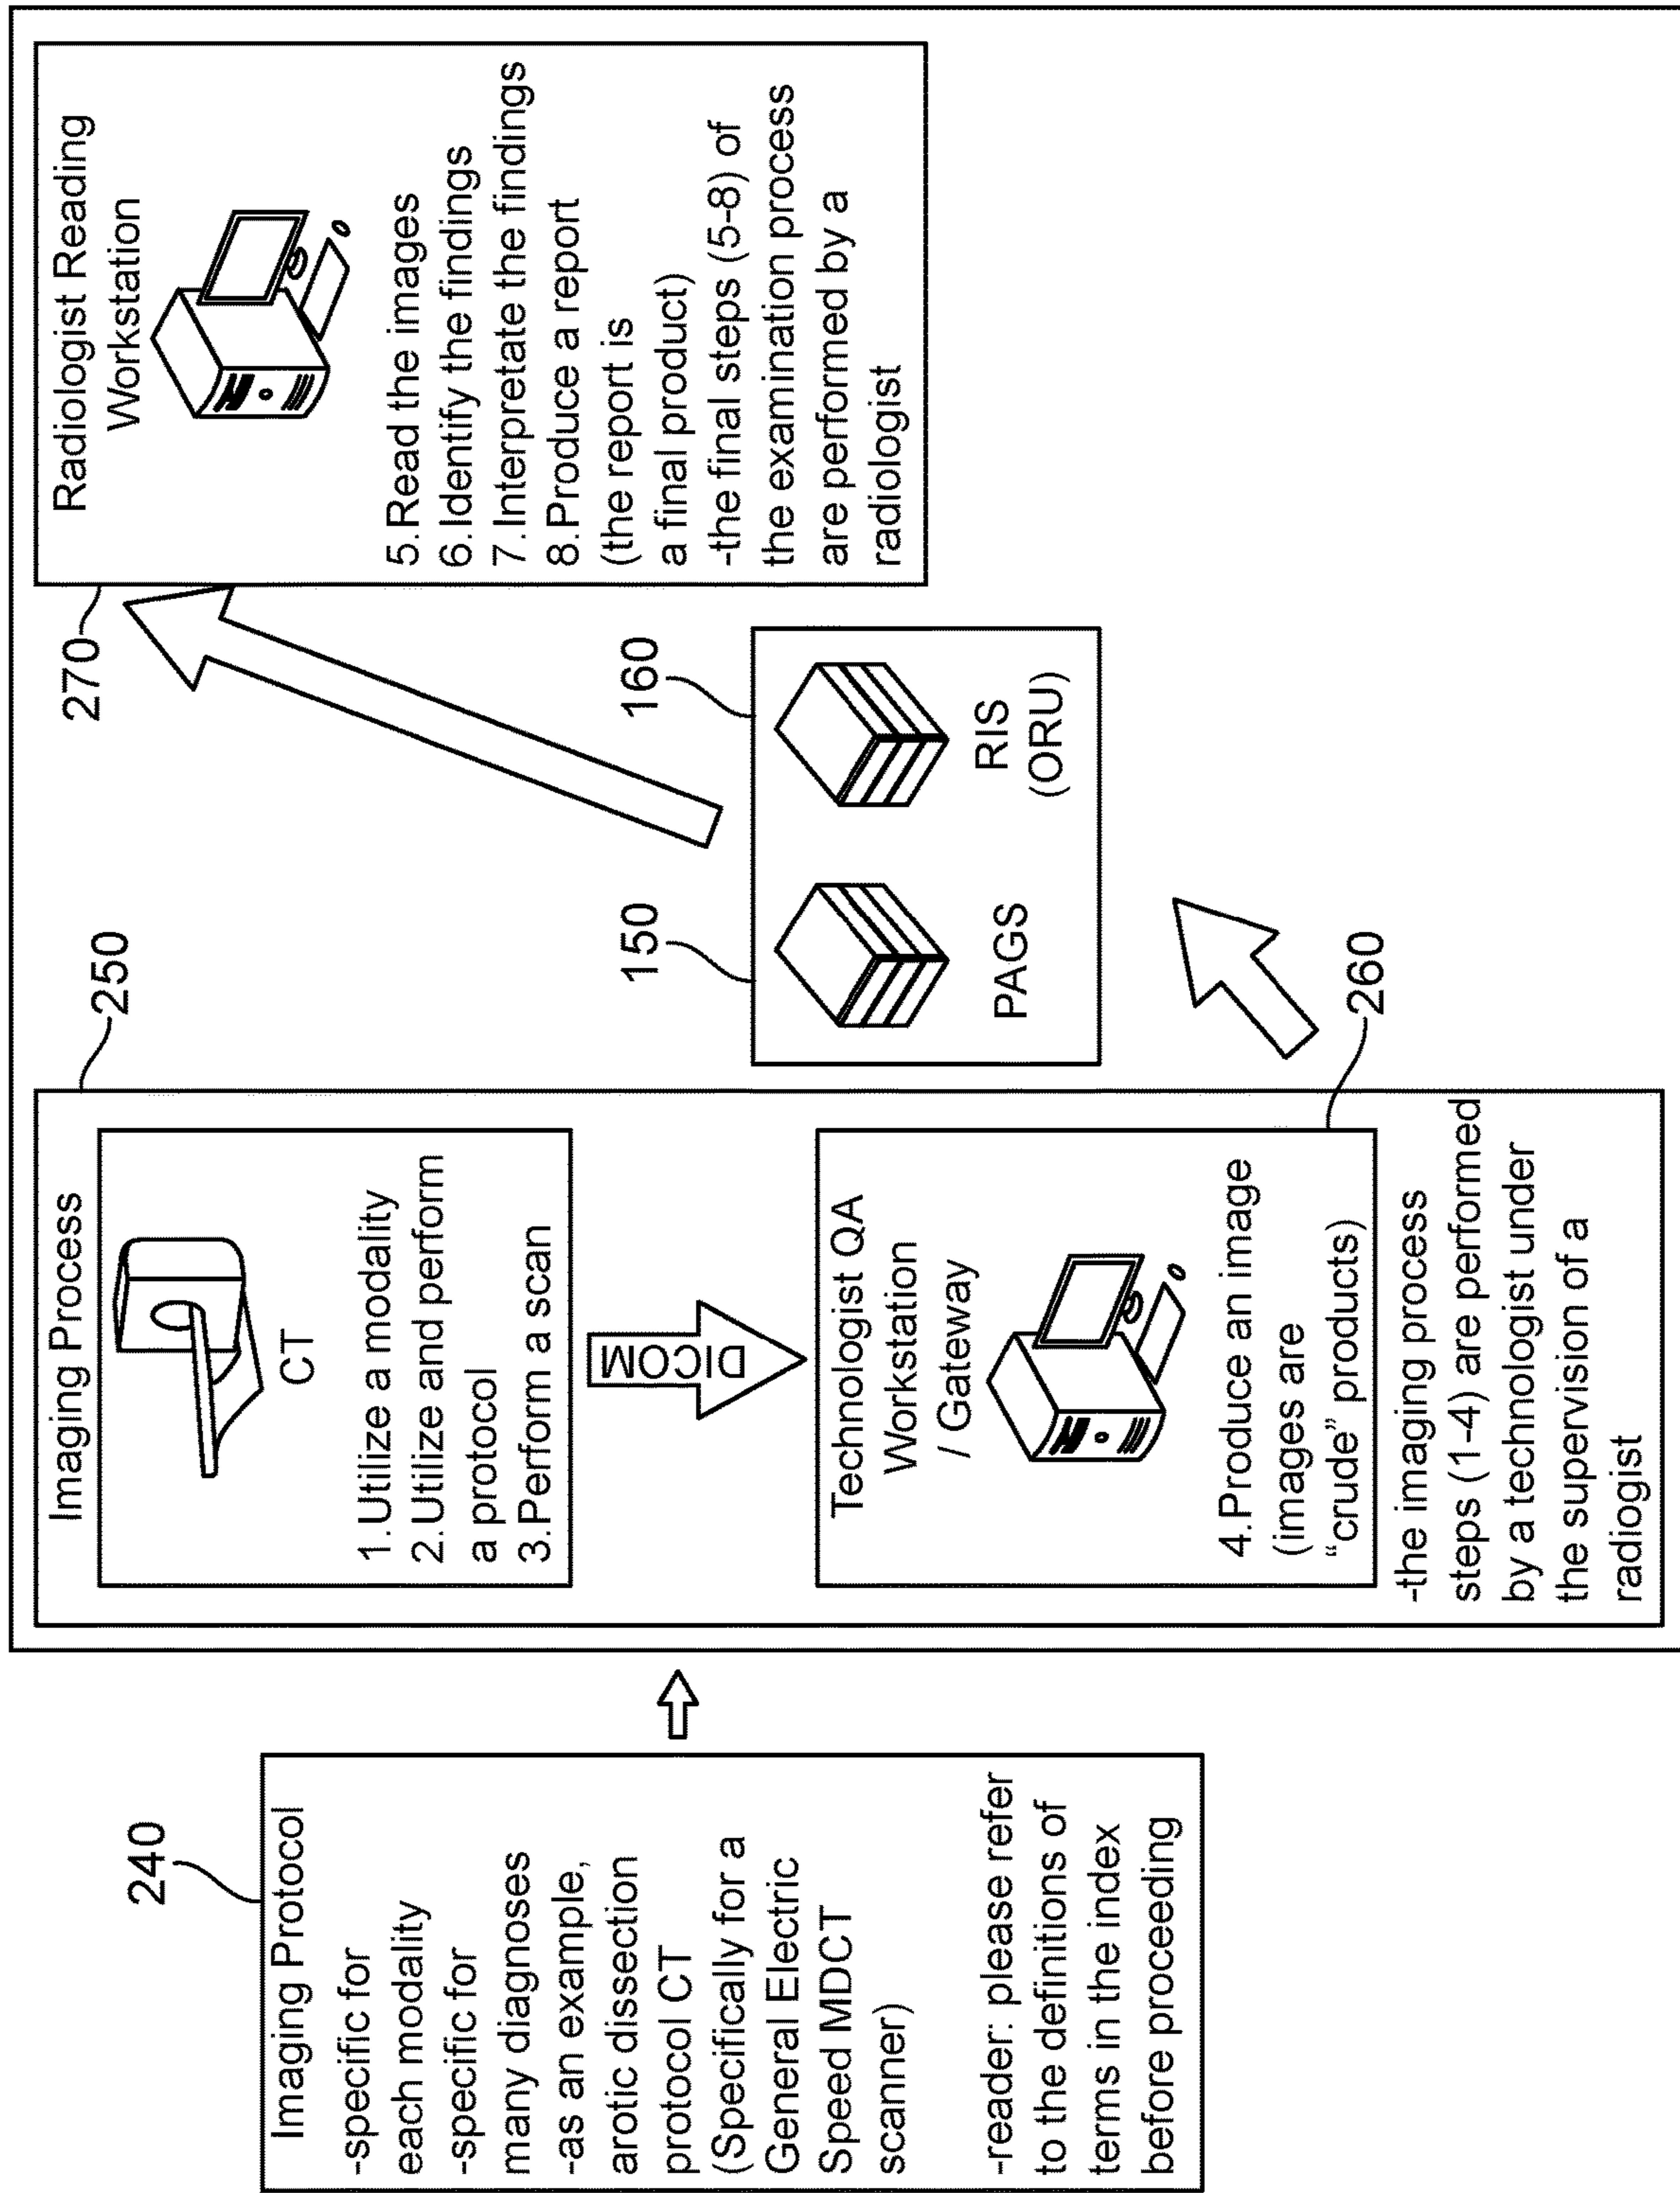 240
Imaging Protocol
-specific for
each modality
-specific for
many diagnoses
-as an example,
arotic dissection
protocol CT
(Specifically for a
General Electric
Speed MDCT
scanner)
-reader: please refer
to the definitions of
terms in the index
before proceeding
250
Imaging Process
CT
1.Utilize a modality
2.Utilize and perform
a protocol
3.Perform a scan
DICOM
Technologist QA
Workstation
/ Gateway
4.Produce an image
(images are
“crude” products)
260
-the imaging process
steps (1-4) are performed
by a technologist under
the supervision of a
radiogist
150
PAGS
160
RIS
(ORU)
270
Radiologist Reading
Workstation
5.Read the images
6.Identify the findings
7.Interpretate the findings
8.Produce a report
(the report is
a final product)
-the final steps (5-8) of
the examination process
are performed by a
radiologist